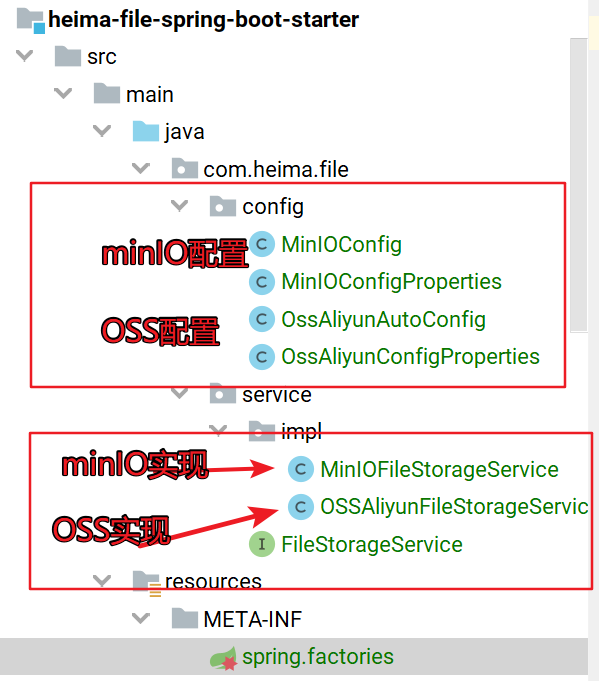 heima-file-spring-boot-starter
src
main
java
com.heima.file
config
minIO配置
C MinIOConfig
C MinIOConfigProperties
OSS配置
C OssAliyunAutoConfig
C OssAliyunConfigProperties
service
impl
minIO实现
C MinIOFileStorageService
OSS实现
C OSSAliyunFileStorageServic
I FileStorageService
resources
META-INF
spring.factories